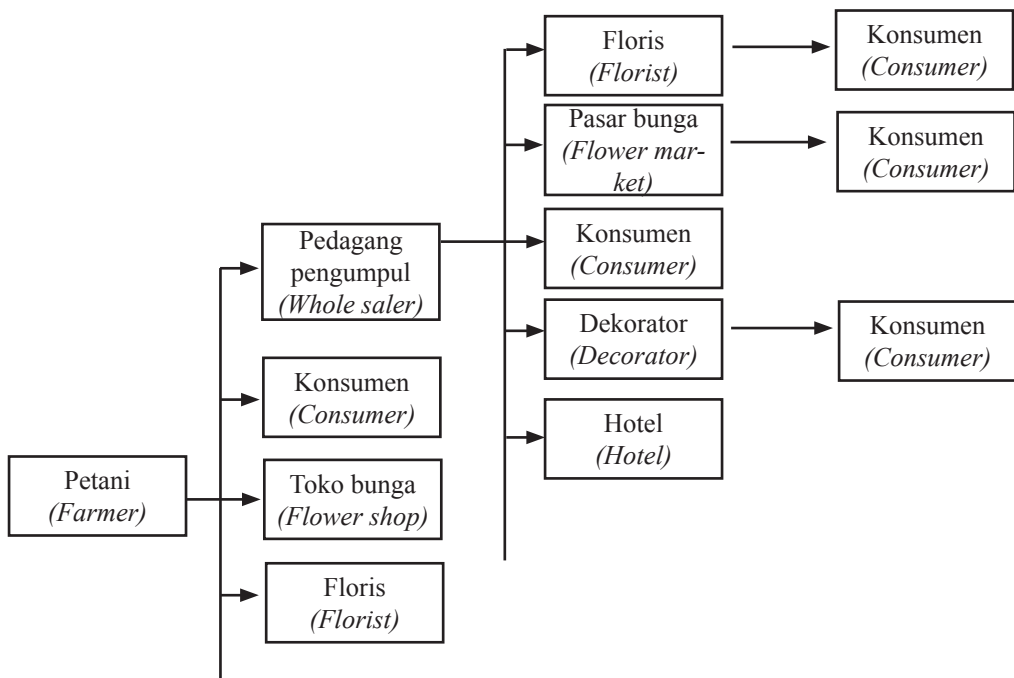 Floris
(Florist)
Konsumen
(Consumer)
Pasar bunga
(Flower mar-
ket)
Konsumen
(Consumer)
Pedagang
pengumpul
(Whole saler)
Konsumen
(Consumer)
Dekorator
(Decorator)
Konsumen
(Consumer)
Konsumen
(Consumer)
Hotel
(Hotel)
Petani
(Farmer)
Toko bunga
(Flower shop)
Floris
(Florist)